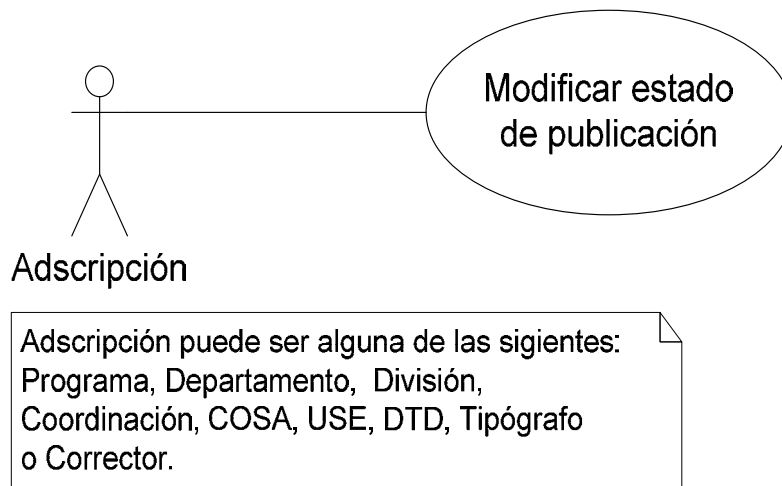 Modificar estado
de publicación
Adscripción
Adscripción puede ser alguna de las sigientes:
Programa, Departamento, División,
Coordinación, COSA, USE, DTD, Tipógrafo
o Corrector.